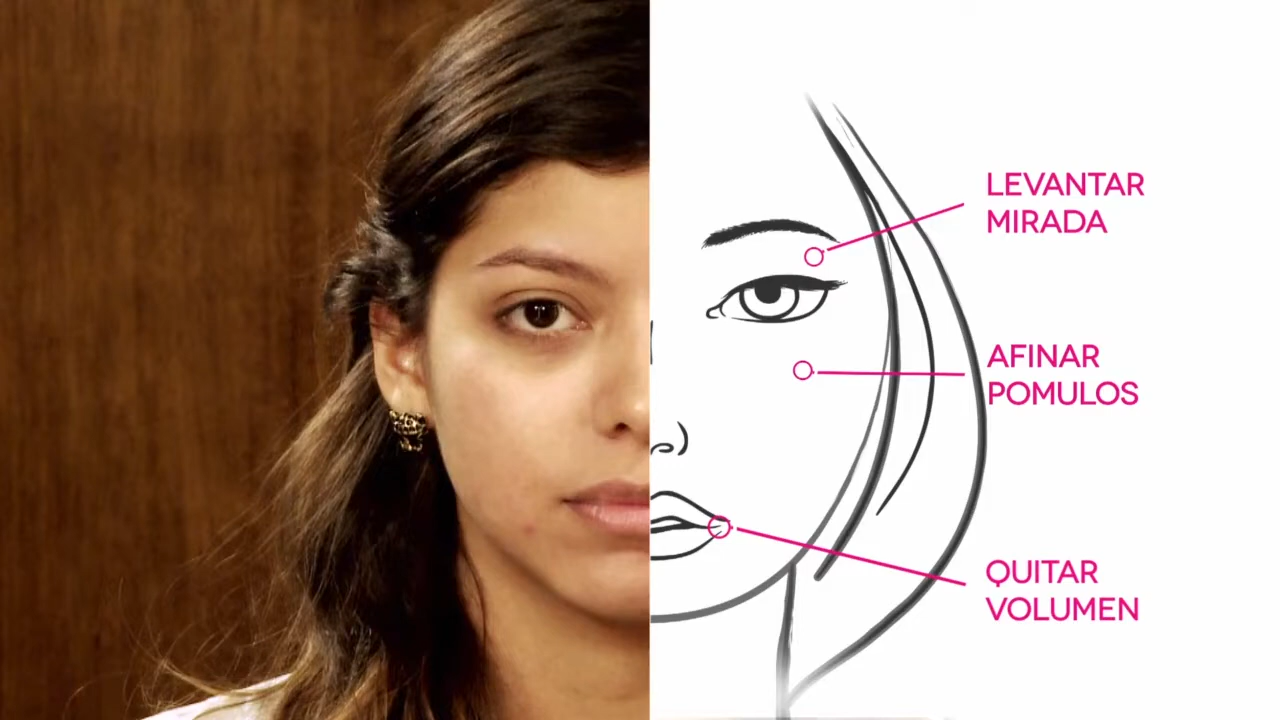 LEVANTAR
MIRADA
AFINAR
POMULOS
QUITAR
VOLUMEN